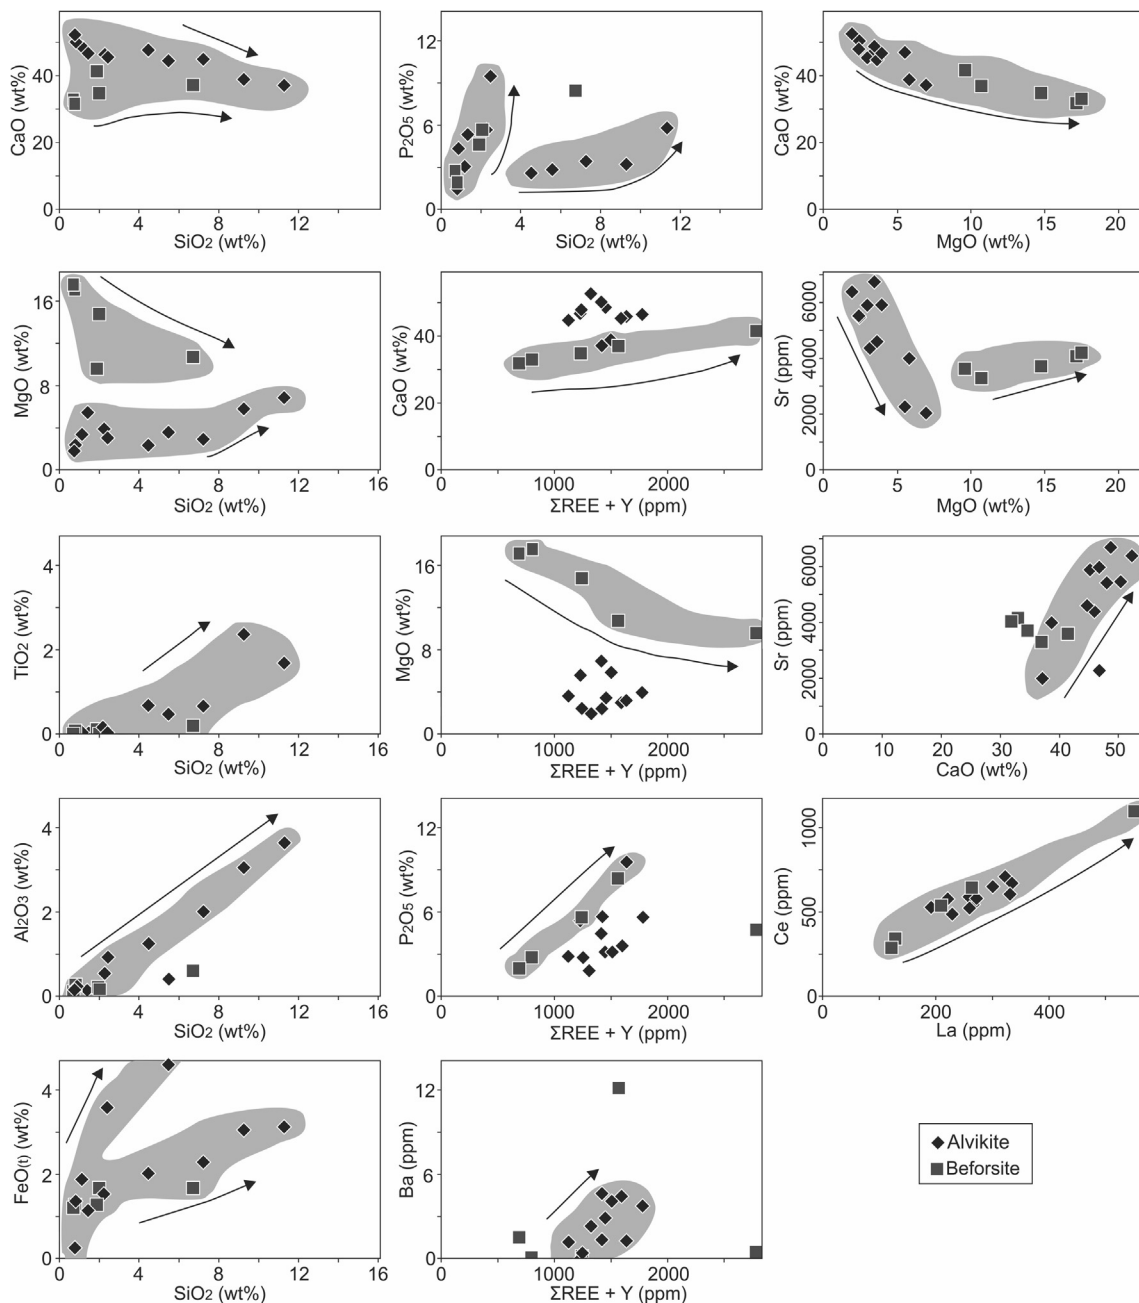 CaO (wt%)
40
20
0
0 4 8 12
SiO2 (wt%)
P2O5 (wt%)
12
6
0
0 4 8 12 16
SiO2 (wt%)
CaO (wt%)
40
20
0
0 5 10 15 20
MgO (wt%)
MgO (wt%)
16
8
0
0 4 8 12 16
SiO2 (wt%)
CaO (wt%)
40
20
0
0 1000 2000
ΣREE + Y (ppm)
Sr (ppm)
6000
4000
2000
0
0 5 10 15 20
MgO (wt%)
TiO2 (wt%)
4
2
0
0 4 8 12 16
SiO2 (wt%)
MgO (wt%)
16
8
0
0 1000 2000
ΣREE + Y (ppm)
Sr (ppm)
6000
4000
2000
0
0 10 20 30 40 50
CaO (wt%)
Al2O3 (wt%)
4
2
0
0 4 8 12 16
SiO2 (wt%)
P2O5 (wt%)
12
6
0
0 1000 2000
ΣREE + Y (ppm)
Ce (ppm)
1000
500
0
0 200 400
La (ppm)
FeO(t) (wt%)
4
2
0
0 4 8 12 16
SiO2 (wt%)
Ba (ppm)
12
6
0
0 1000 2000
ΣREE + Y (ppm)
Alvikite
Beforsite